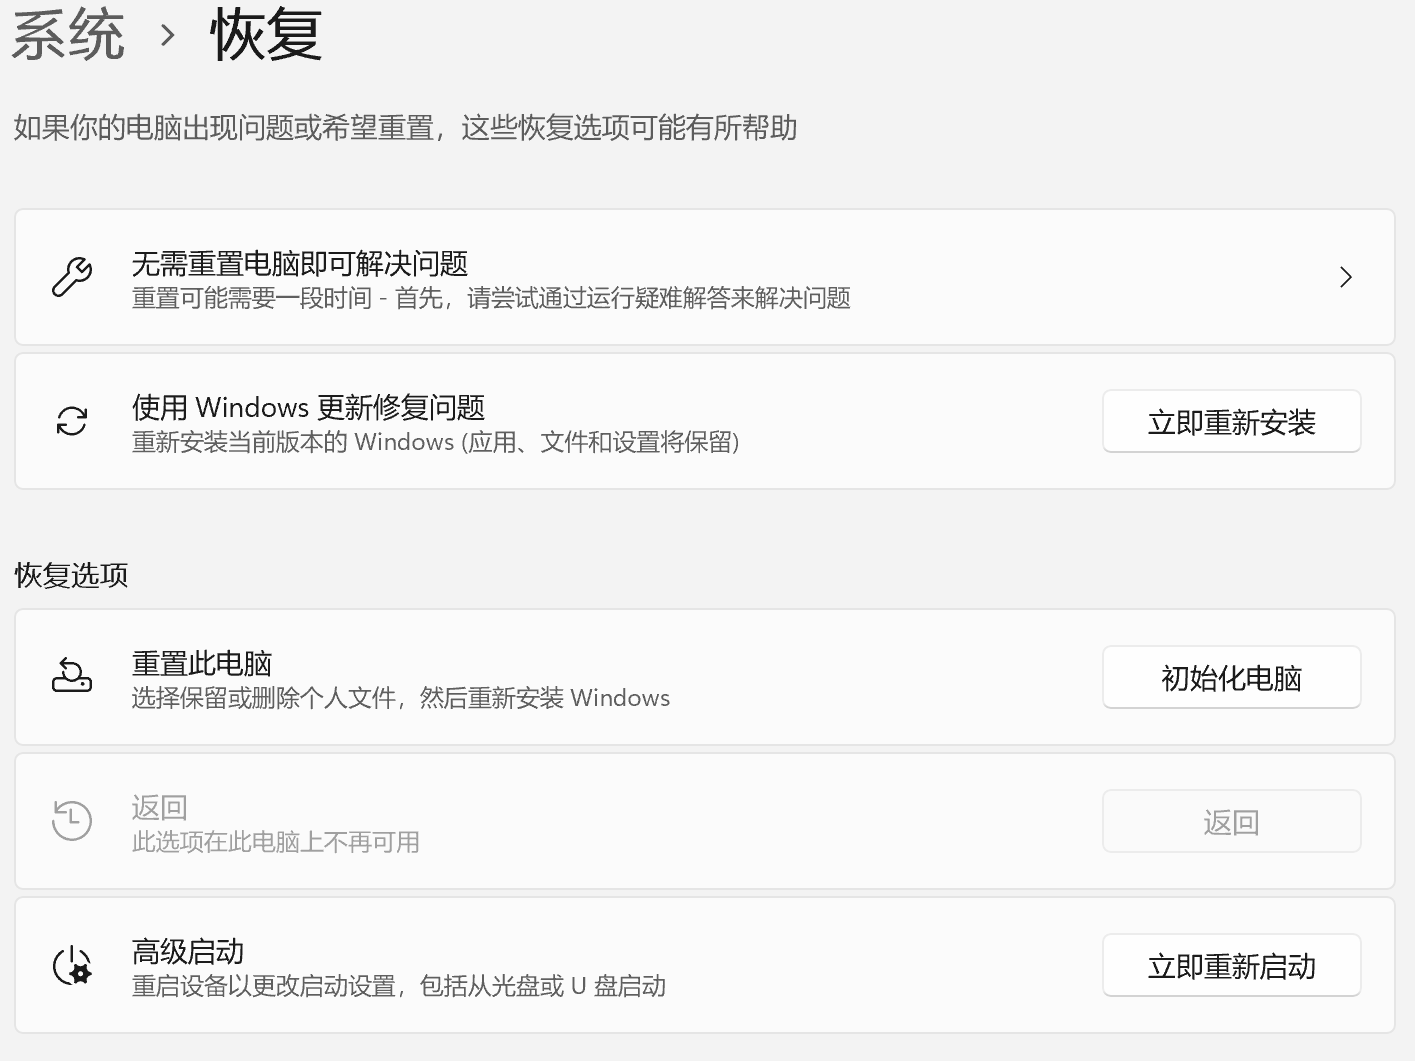 系统 › 恢复
如果你的电脑出现问题或希望重置，这些恢复选项可能有所帮助
无需重置电脑即可解决问题
重置可能需要一段时间 - 首先，请尝试通过运行疑难解答来解决问题
使用 Windows 更新修复问题
重新安装当前版本的 Windows (应用、文件和设置将保留)
立即重新安装
恢复选项
重置此电脑
选择保留或删除个人文件，然后重新安装 Windows
初始化电脑
返回
此选项在此电脑上不再可用
返回
高级启动
重启设备以更改启动设置，包括从光盘或 U 盘启动
立即重新启动